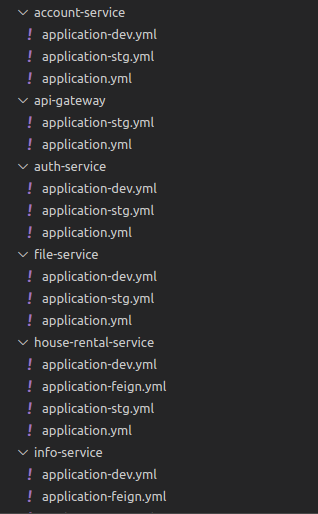 account-service
! application-dev.yml
! application-stg.yml
! application.yml
api-gateway
! application-stg.yml
! application.yml
auth-service
! application-dev.yml
! application-stg.yml
! application.yml
file-service
! application-dev.yml
! application-stg.yml
! application.yml
house-rental-service
! application-dev.yml
! application-feign.yml
! application-stg.yml
! application.yml
info-service
! application-dev.yml
! application-feign.yml